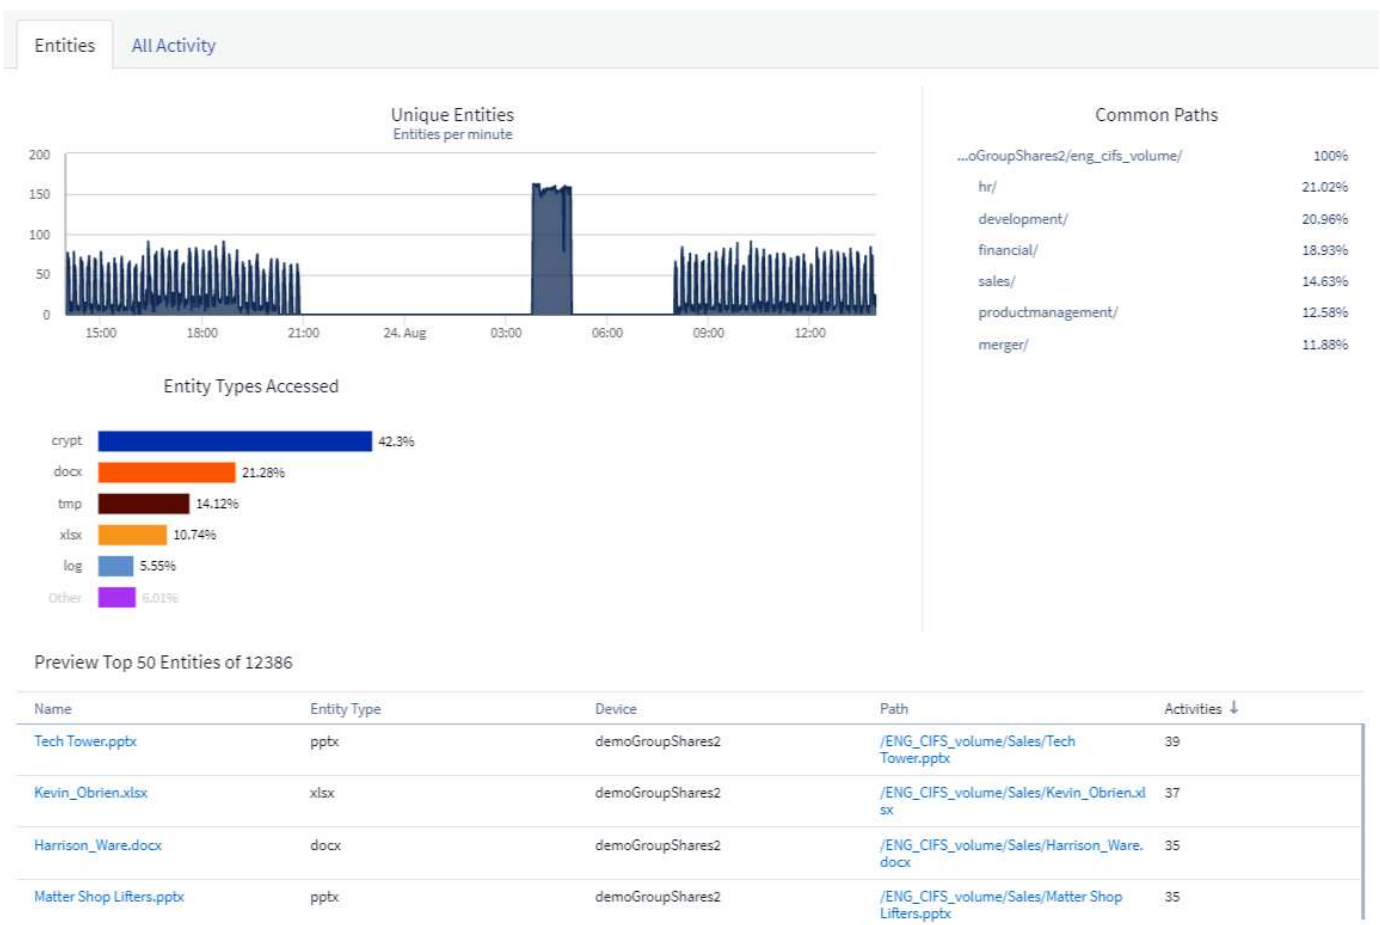 Entities
All Activity
Unique Entities
Entities per minute
200
150
100
50
0
15:00 18:00 21:00 24. Aug 03:00 06:00 09:00 12:00
Common Paths
...oGroupShares2/eng_cifs_volume/ 100%
hr/ 21.02%
development/ 20.96%
financial/ 18.93%
sales/ 14.63%
productmanagement/ 12.58%
merger/ 11.88%
Entity Types Accessed
crypt 42.3%
docx 21.28%
tmp 14.12%
xlsx 10.74%
log 5.55%
Other 6.01%
Preview Top 50 Entities of 12386
Name Entity Type Device Path Activities ↓
Tech Tower.pptx pptx demoGroupShares2 /ENG_CIFS_volume/Sales/Tech 39
Tower.pptx
Kevin_Obrien.xlsx xlsx demoGroupShares2 /ENG_CIFS_volume/Sales/Kevin_Obrien.xl 37
sx
Harrison_Ware.docx docx demoGroupShares2 /ENG_CIFS_volume/Sales/Harrison_Ware. 35
docx
Matter Shop Lifters.pptx pptx demoGroupShares2 /ENG_CIFS_volume/Sales/Matter Shop 35
Lifters.pptx